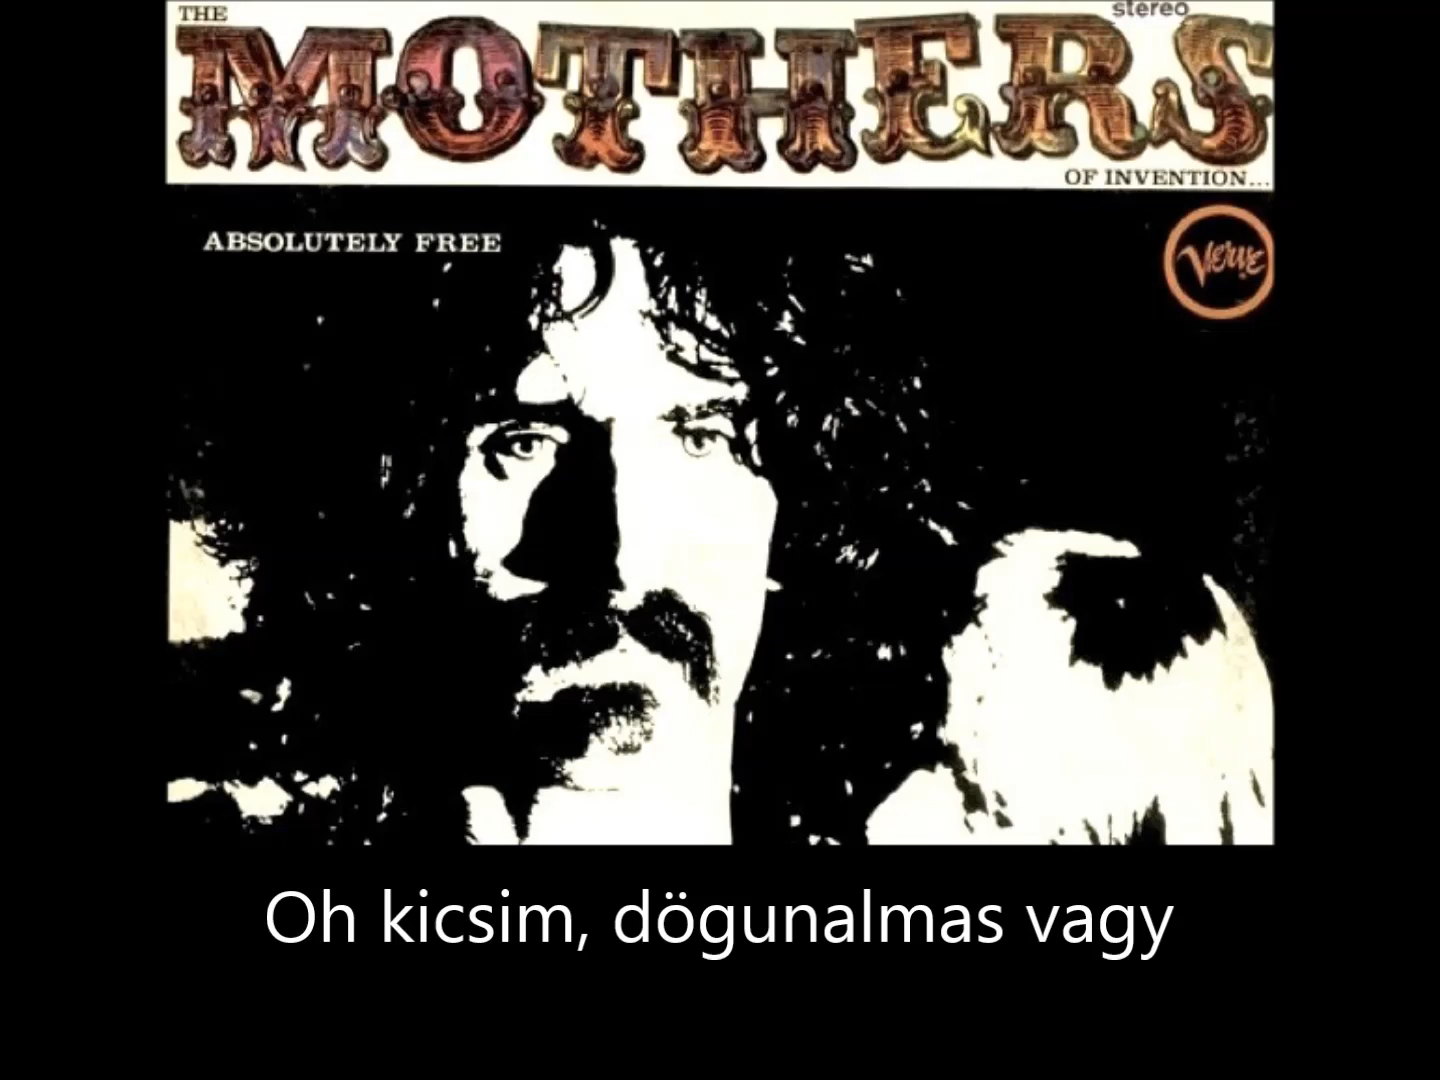 THE
stereo
MOTHERS
OF INVENTION...
ABSOLUTELY FREE
Verve
Oh kicsim, dögunalmas vagy